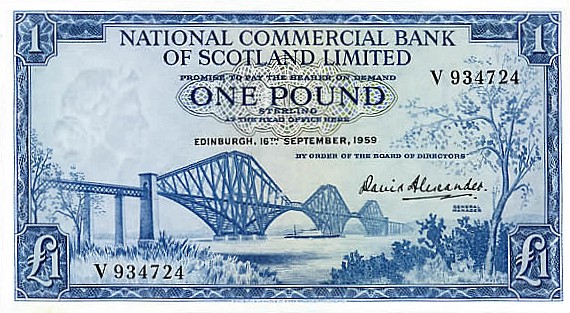 1 1
NATIONAL COMMERCIAL BANK
OF SCOTLAND LIMITED
PROMISE TO PAY THE BEARER ON DEMAND
V 934724
ONE POUND
STERLING
AT THE HEAD OFFICE HERE
EDINBURGH, 16TH SEPTEMBER, 1959
BY ORDER OF THE BOARD OF DIRECTORS
David Alexander.
GENERAL
MANAGER
V 934724
£1 £1